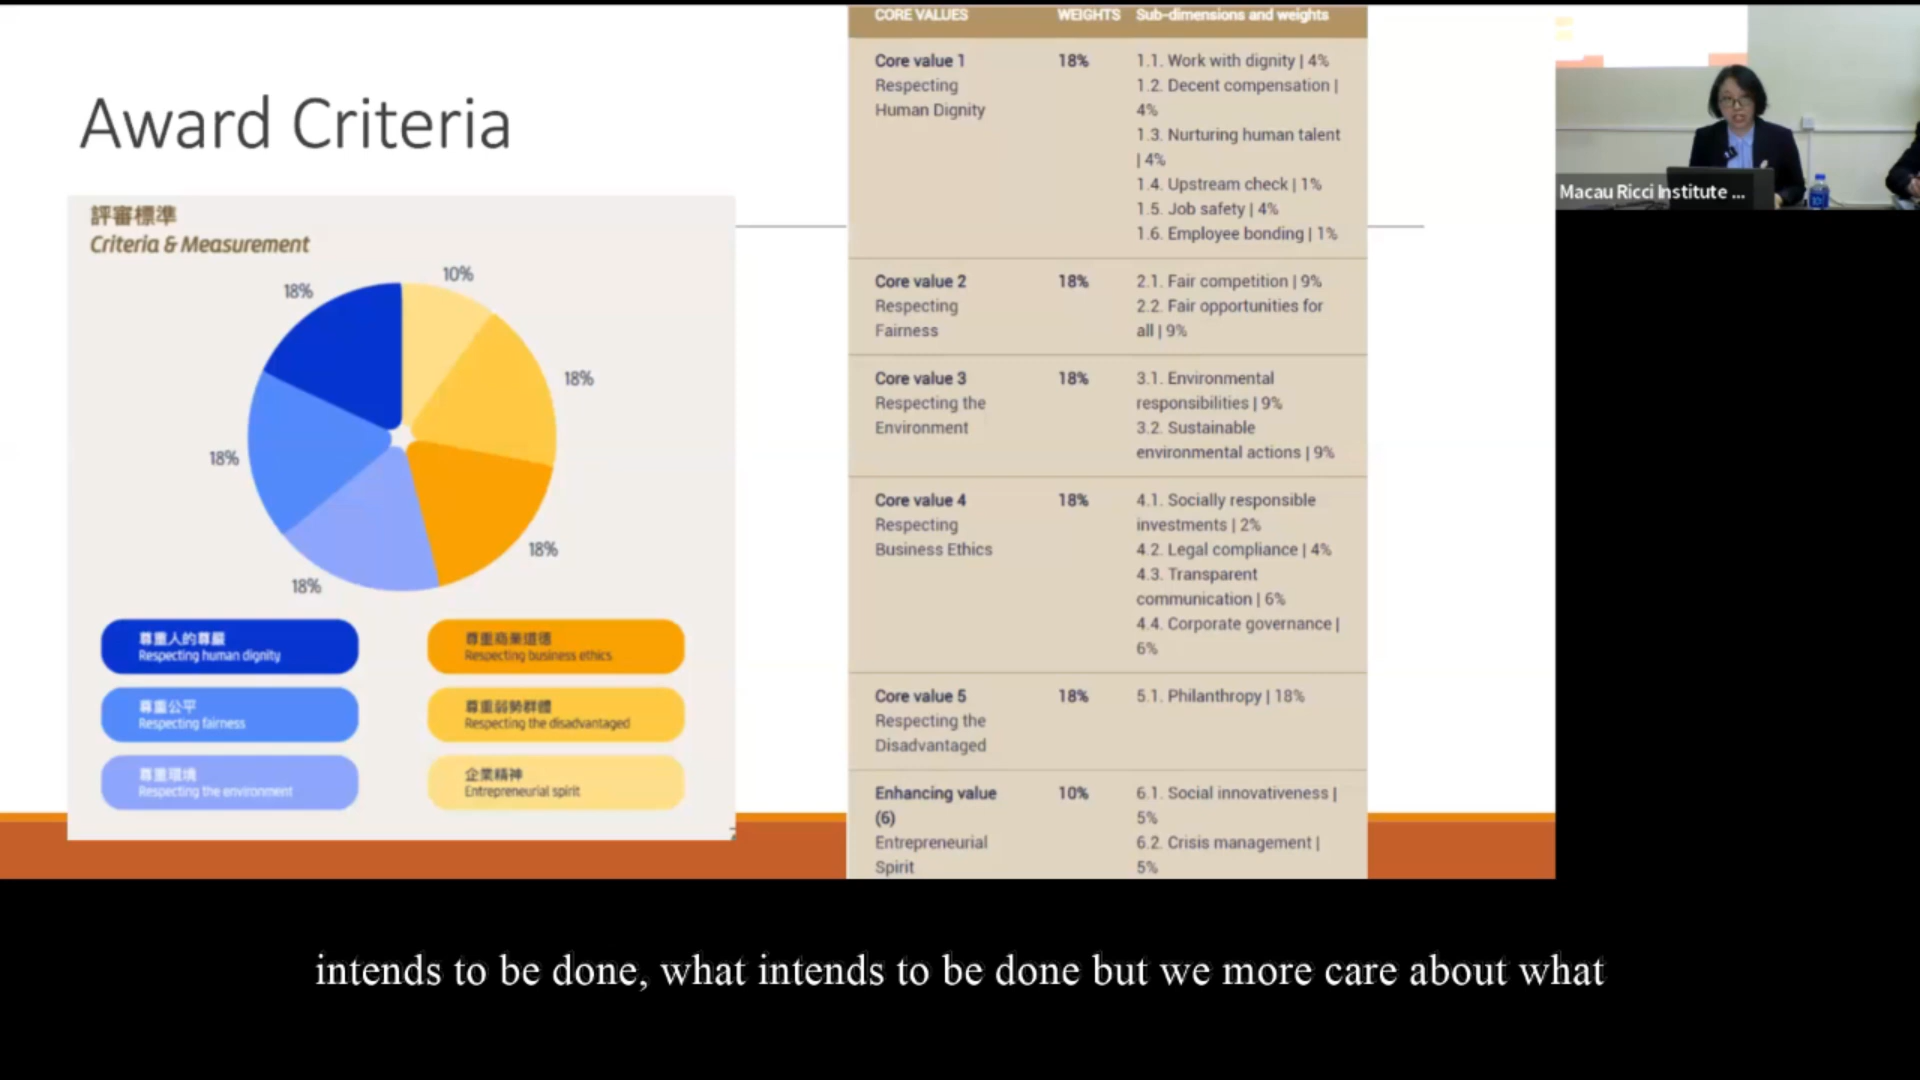 Award Criteria
評審標準
Criteria & Measurement
10%
18%
18%
18%
18%
18%
尊重人的尊嚴
Respecting human dignity
尊重公平
Respecting fairness
尊重環境
Respecting the environment
尊重商業道德
Respecting business ethics
尊重弱勢群體
Respecting the disadvantaged
企業精神
Entrepreneurial spirit
CORE VALUES WEIGHTS Sub-dimensions and weights
Core value 1 18% 1.1. Work with dignity | 4%
Respecting 1.2. Decent compensation |
Human Dignity 4%
1.3. Nurturing human talent
| 4%
1.4. Upstream check | 1%
1.5. Job safety | 4%
1.6. Employee bonding | 1%
Core value 2 18% 2.1. Fair competition | 9%
Respecting 2.2. Fair opportunities for
Fairness all | 9%
Core value 3 18% 3.1. Environmental
Respecting the responsibilities | 9%
Environment 3.2. Sustainable
environmental actions | 9%
Core value 4 18% 4.1. Socially responsible
Respecting investments | 2%
Business Ethics 4.2. Legal compliance | 4%
4.3. Transparent
communication | 6%
4.4. Corporate governance |
6%
Core value 5 18% 5.1. Philanthropy | 18%
Respecting the
Disadvantaged
Enhancing value 10% 6.1. Social innovativeness |
(6) 5%
Entrepreneurial 6.2. Crisis management |
Spirit 5%
Macau Ricci Institute ...
intends to be done, what intends to be done but we more care about what